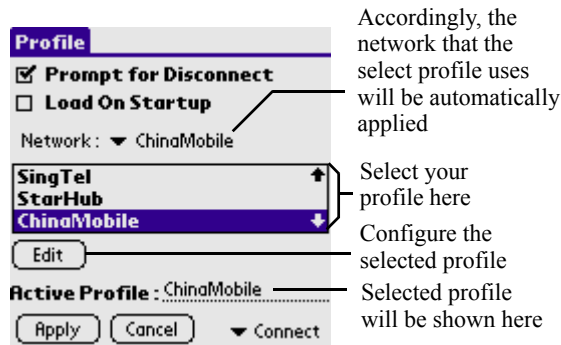 Profile
Prompt for Disconnect
Load On Startup
Network : ChinaMobile
SingTel
StarHub
ChinaMobile
Edit
Active Profile : ChinaMobile
Apply Cancel Connect
Accordingly, the
network that the
select profile uses
will be automatically
applied
Select your
profile here
Configure the
selected profile
Selected profile
will be shown here